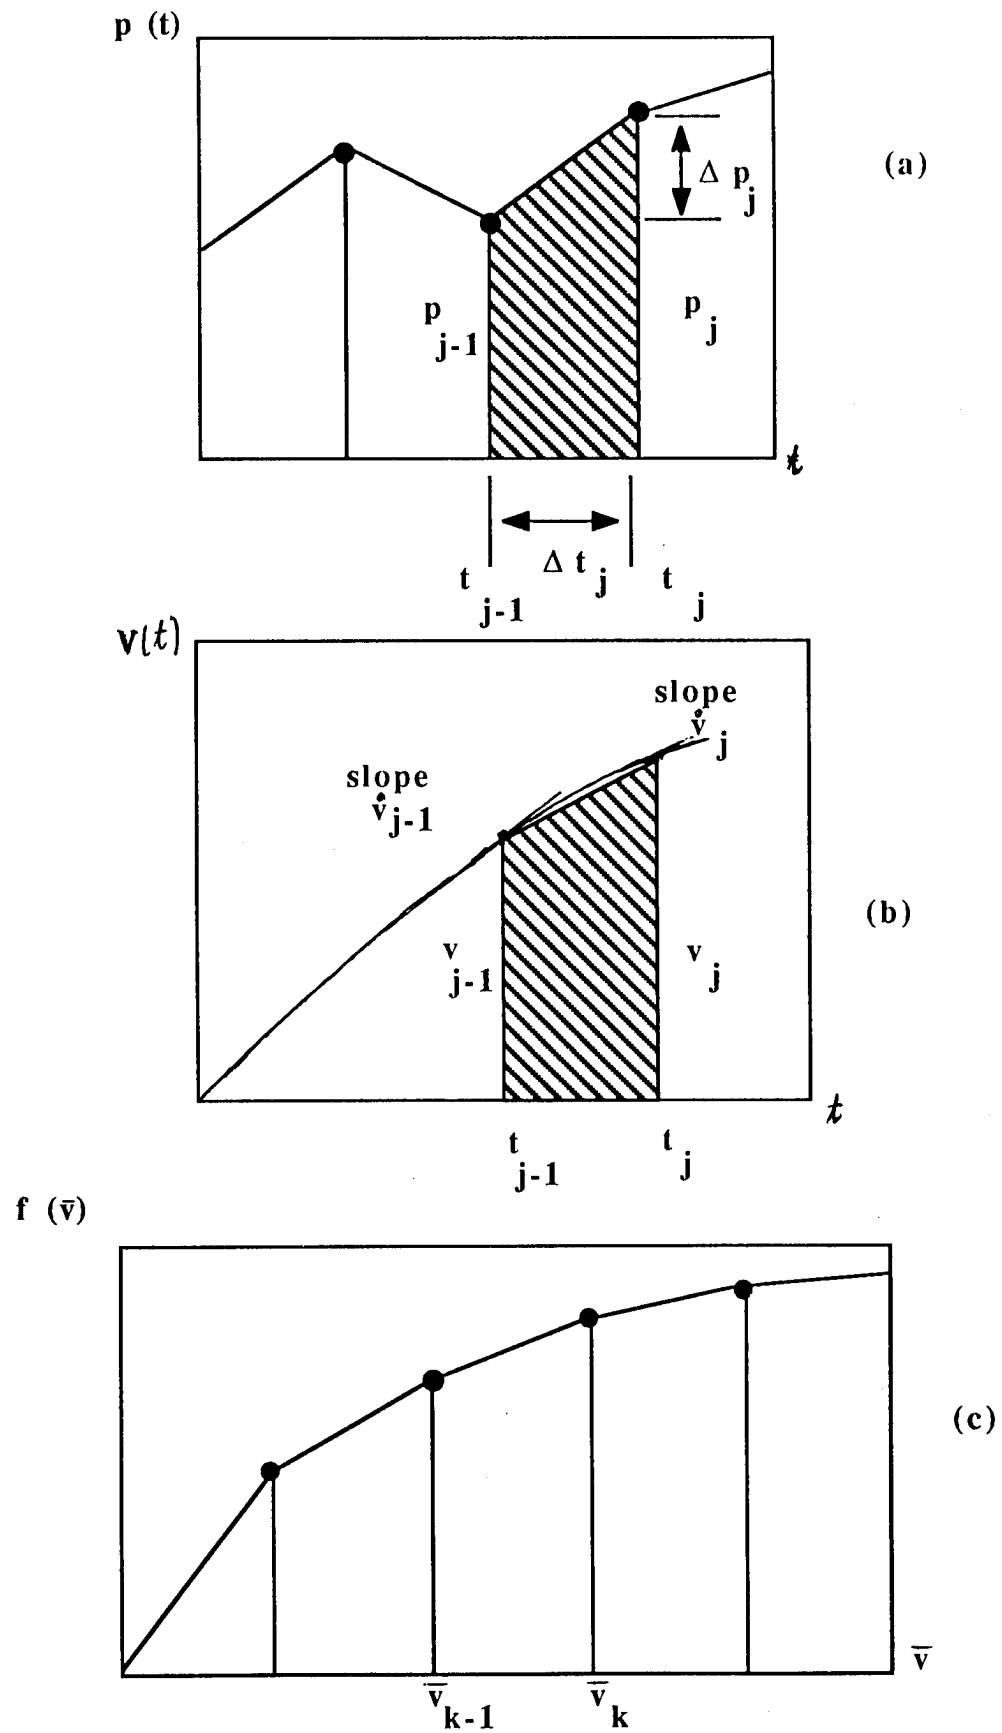 p (t)
(a)
Δ p j
p j-1
p j
t
Δ t j
t j-1
t j
v(t)
slope
v̇ j
slope
v̇ j-1
(b)
v j-1
v j
t
t j-1
t j
f (v̄)
(c)
v̄
v̄ k-1
v̄ k